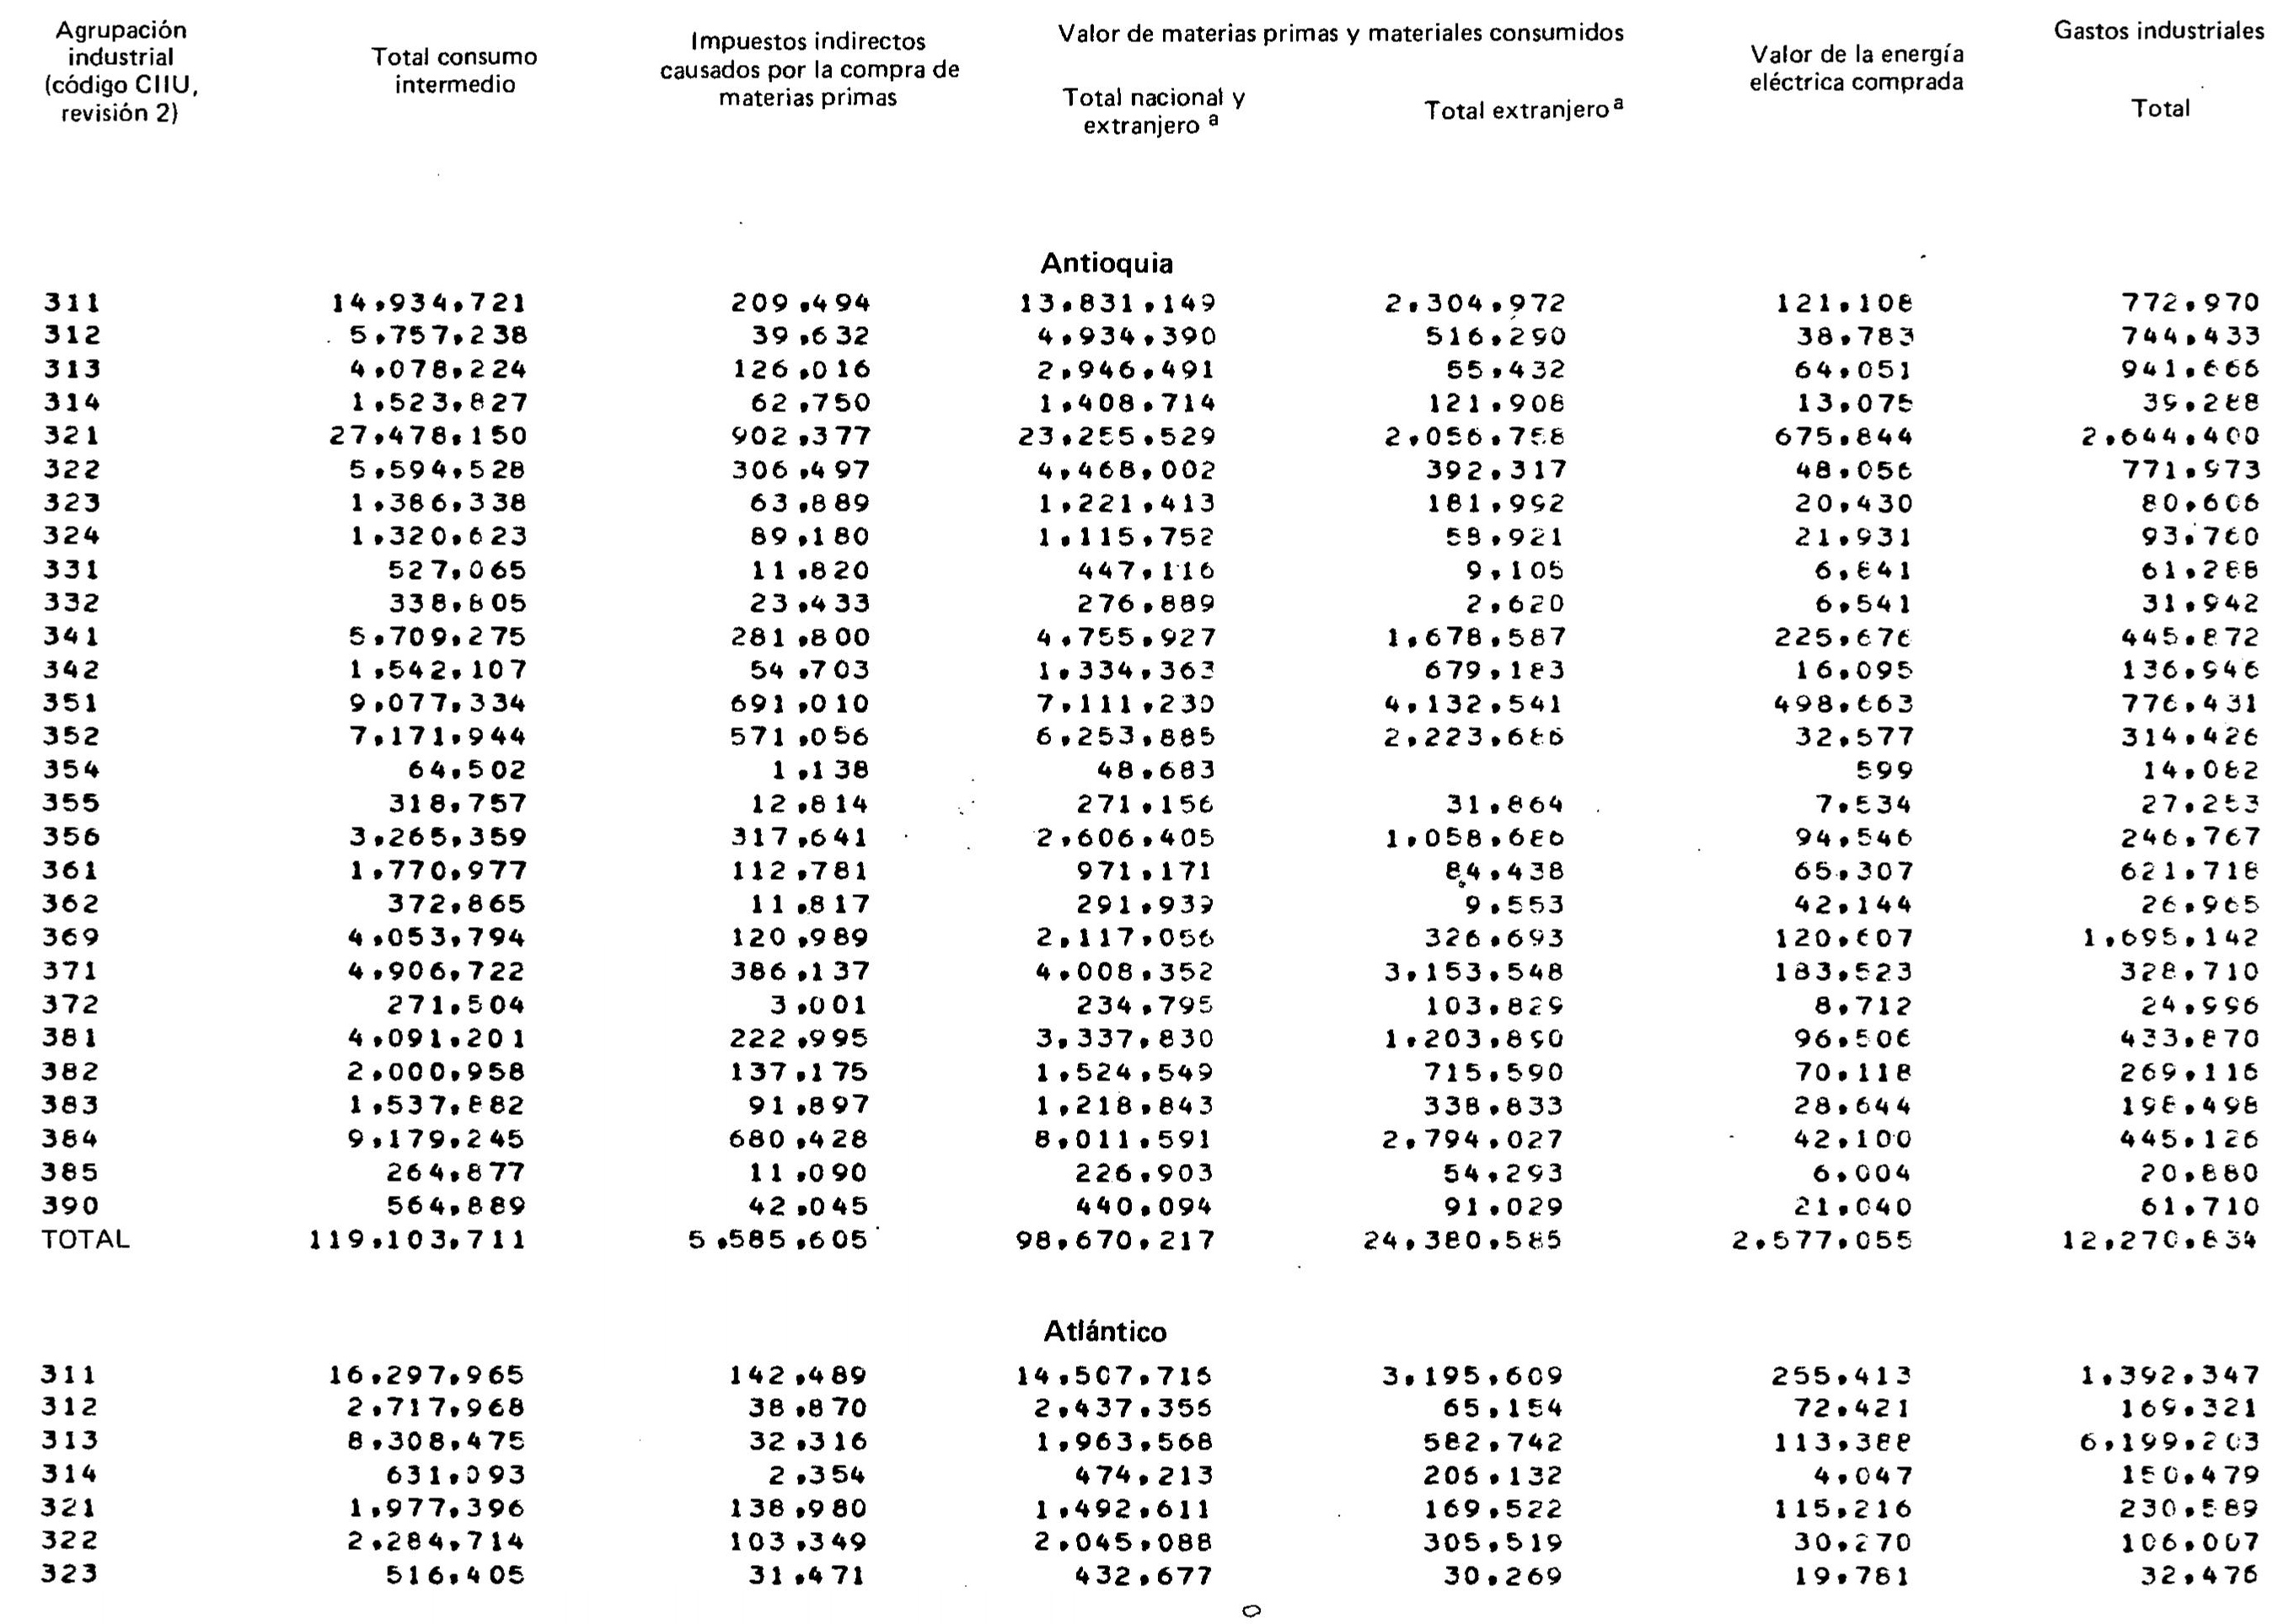 Agrupación
industrial
(código CIIU,
revisión 2)
Total consumo
intermedio
Impuestos indirectos
causados por la compra de
materias primas
Valor de materias primas y materiales consumidos
Total nacional y
extranjero a
Total extranjero a
Valor de la energía
eléctrica comprada
Gastos industriales
Total
Antioquia
311 14,934,721 209,494 13,831,149 2,304,972 121,108 772,970
312 5,757,238 39,632 4,934,390 516,290 38,783 744,433
313 4,078,224 126,016 2,946,491 55,432 64,051 941,666
314 1,523,827 62,750 1,408,714 121,908 13,075 39,288
321 27,478,150 902,377 23,255,529 2,056,758 675,844 2,644,400
322 5,594,528 306,497 4,468,002 392,317 48,056 771,973
323 1,386,338 63,889 1,221,413 181,992 20,430 80,606
324 1,320,623 89,180 1,115,752 58,921 21,931 93,760
331 527,065 11,820 447,116 9,105 6,841 61,288
332 338,805 23,433 276,889 2,620 6,541 31,942
341 5,709,275 281,800 4,755,927 1,678,587 225,676 445,872
342 1,542,107 54,703 1,334,363 679,183 16,095 136,946
351 9,077,334 691,010 7,111,230 4,132,541 498,663 776,431
352 7,171,944 571,056 6,253,885 2,223,686 32,577 314,426
354 64,502 1,138 48,683 599 14,082
355 318,757 12,814 271,156 31,864 7,534 27,253
356 3,265,359 317,641 2,606,405 1,058,686 94,546 246,767
361 1,770,977 112,781 971,171 84,438 65,307 621,718
362 372,865 11,817 291,939 9,553 42,144 26,965
369 4,053,794 120,989 2,117,056 326,693 120,607 1,695,142
371 4,906,722 386,137 4,008,352 3,153,548 183,523 328,710
372 271,504 3,001 234,795 103,829 8,712 24,996
381 4,091,201 222,995 3,337,830 1,203,890 96,506 433,870
382 2,000,958 137,175 1,524,549 715,590 70,118 269,116
383 1,537,882 91,897 1,218,843 338,833 28,644 198,498
384 9,179,245 680,428 8,011,591 2,794,027 42,100 445,126
385 264,877 11,090 226,903 54,293 6,004 20,880
390 564,889 42,045 440,094 91,029 21,040 61,710
TOTAL 119,103,711 5,585,605 98,670,217 24,380,585 2,577,055 12,270,834
Atlántico
311 16,297,965 142,489 14,507,716 3,195,609 255,413 1,392,347
312 2,717,968 38,870 2,437,356 65,154 72,421 169,321
313 8,308,475 32,316 1,963,568 582,742 113,388 6,199,203
314 631,093 2,354 474,213 206,132 4,047 150,479
321 1,977,396 138,980 1,492,611 169,522 115,216 230,589
322 2,284,714 103,349 2,045,088 305,519 30,270 106,007
323 516,405 31,471 432,677 30,269 19,781 32,476